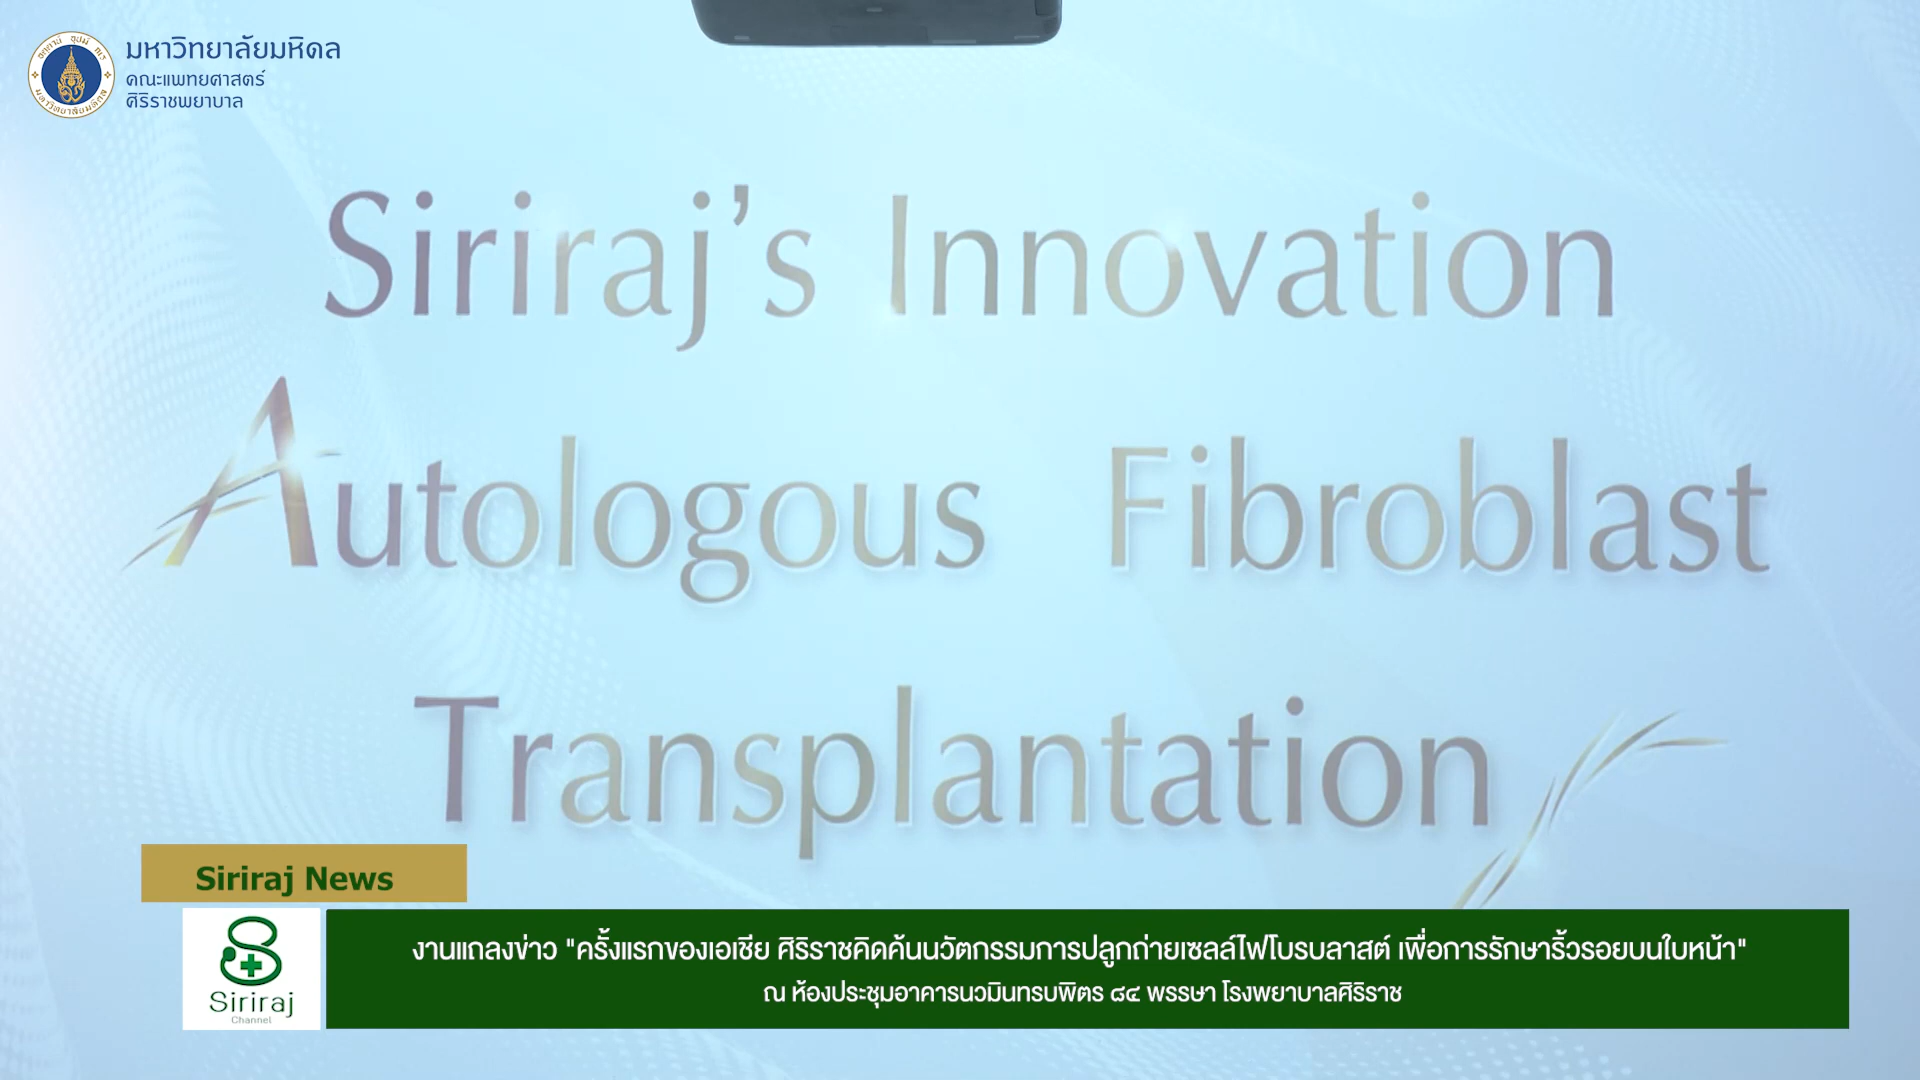 มหาวิทยาลัยมหิดล
คณะแพทยศาสตร์
ศิริราชพยาบาล
Siriraj's Innovation
Autologous Fibroblast
Transplantation
Siriraj News
Siriraj
Channel
งานแถลงข่าว "ครั้งแรกของเอเชีย ศิริราชคิดค้นนวัตกรรมการปลูกถ่ายเซลล์ไฟโบรบลาสต์ เพื่อการรักษาริ้วรอยบนใบหน้า"
ณ ห้องประชุมอาคารนวมินทรบพิตร ๘๔ พรรษา โรงพยาบาลศิริราช